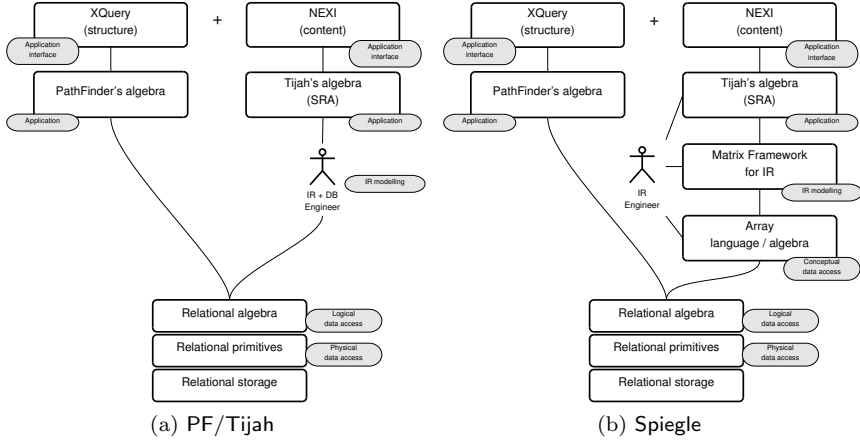 XQuery
(structure)
+
NEXI
(content)
Application
interface
Application
interface
PathFinder's algebra
Tijah's algebra
(SRA)
Application
Application
IR modelling
IR + DB
Engineer
Relational algebra
Logical
data access
Relational primitives
Physical
data access
Relational storage
(a) PF/Tijah
XQuery
(structure)
+
NEXI
(content)
Application
interface
Application
interface
PathFinder's algebra
Tijah's algebra
(SRA)
Application
Application
Matrix Framework
for IR
IR modelling
IR
Engineer
Array
language / algebra
Conceptual
data access
Relational algebra
Logical
data access
Relational primitives
Physical
data access
Relational storage
(b) Spiegle